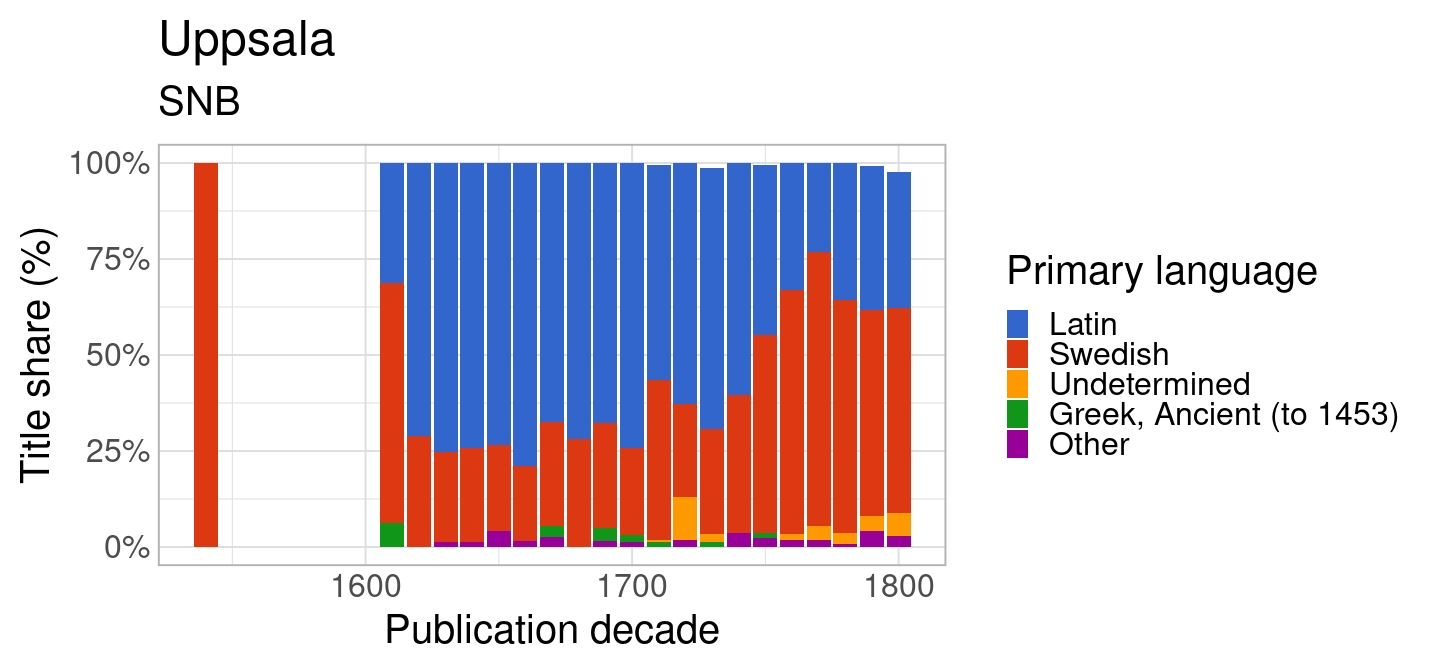 Uppsala
SNB
Title share (%)
100%
75%
50%
25%
0%
1600 1700 1800
Publication decade
Primary language
Latin
Swedish
Undetermined
Greek, Ancient (to 1453)
Other